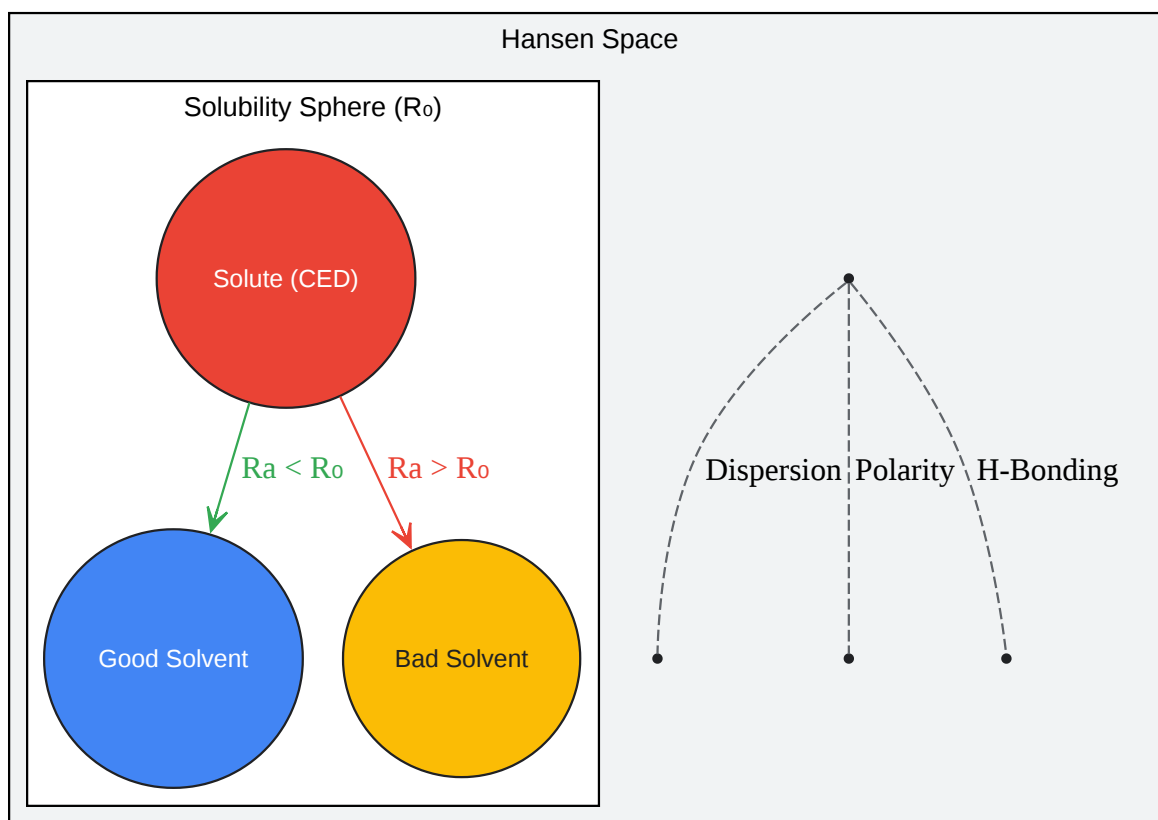 Hansen Space
Solubility Sphere (R₀)
Solute (CED)
Ra < R₀
Ra > R₀
Dispersion
Polarity
H-Bonding
Good Solvent
Bad Solvent